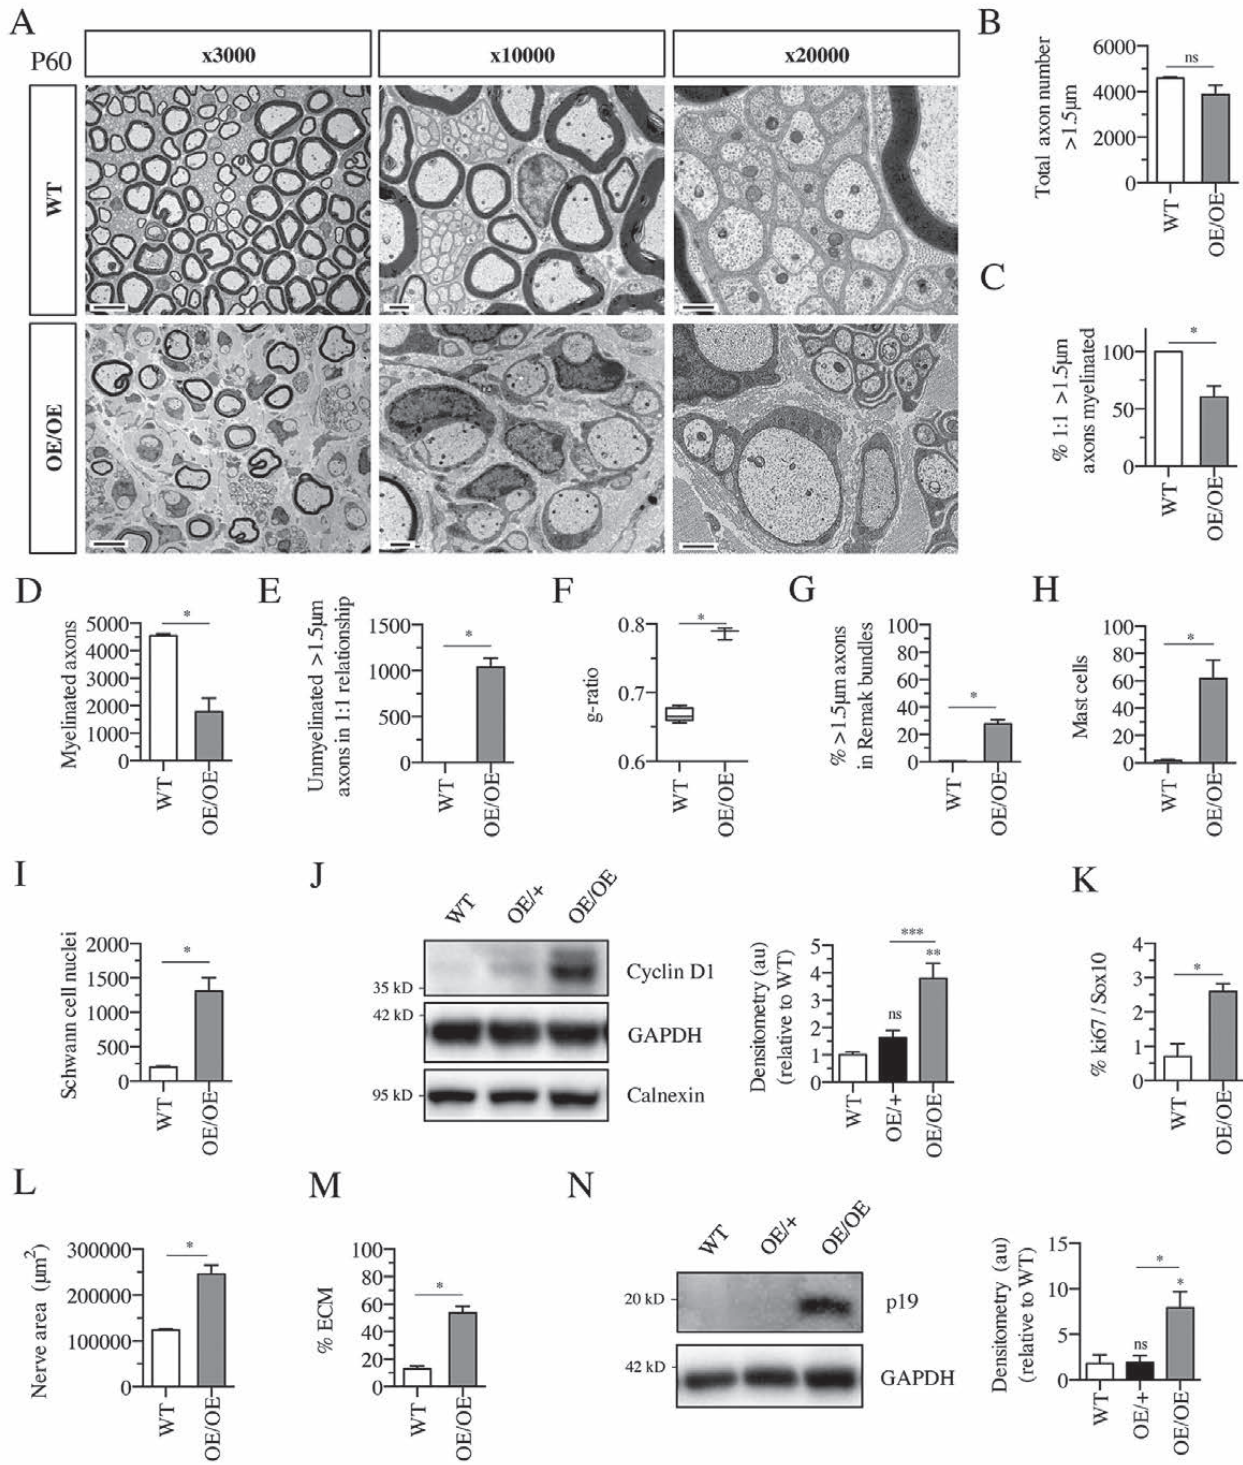 A
P60
x3000
x10000
x20000
WT
OE/OE
B
Total axon number
>1.5μm
6000
4000
2000
0
ns
WT
OE/OE
C
% 1:1 >1.5μm
axons myelinated
100
50
0
*
WT
OE/OE
D
Myelinated axons
5000
4000
3000
2000
1000
0
*
WT
OE/OE
E
Unmyelinated >1.5μm
axons in 1:1 relationship
1500
1000
500
0
*
WT
OE/OE
F
g-ratio
0.8
0.7
0.6
*
WT
OE/OE
G
% >1.5μm axons
in Remak bundles
100
80
60
40
20
0
*
WT
OE/OE
H
Mast cells
100
80
60
40
20
0
*
WT
OE/OE
I
Schwann cell nuclei
2000
1500
1000
500
0
*
WT
OE/OE
J
WT
OE/+
OE/OE
35 kD
Cyclin D1
42 kD
GAPDH
95 kD
Calnexin
Densitometry (au)
(relative to WT)
5
4
3
2
1
0
ns
***
**
WT
OE/+
OE/OE
K
% ki67 / Sox10
4
3
2
1
0
*
WT
OE/OE
L
Nerve area (μm²)
300000
200000
100000
0
*
WT
OE/OE
M
% ECM
100
80
60
40
20
0
*
WT
OE/OE
N
WT
OE/+
OE/OE
20 kD
p19
42 kD
GAPDH
Densitometry (au)
(relative to WT)
15
10
5
0
ns
*
*
WT
OE/+
OE/OE